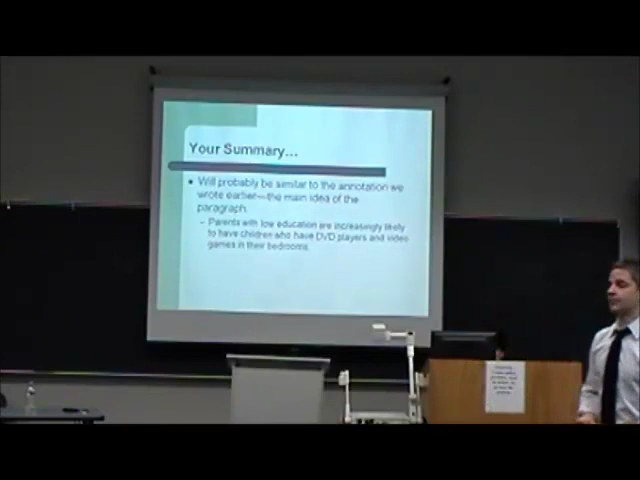 Your Summary...
Will probably be similar to the annotation we
wrote earlier—the main idea of the
paragraph.
– Parents with low education are increasingly likely
to have children who have DVD players and video
games in their bedrooms.